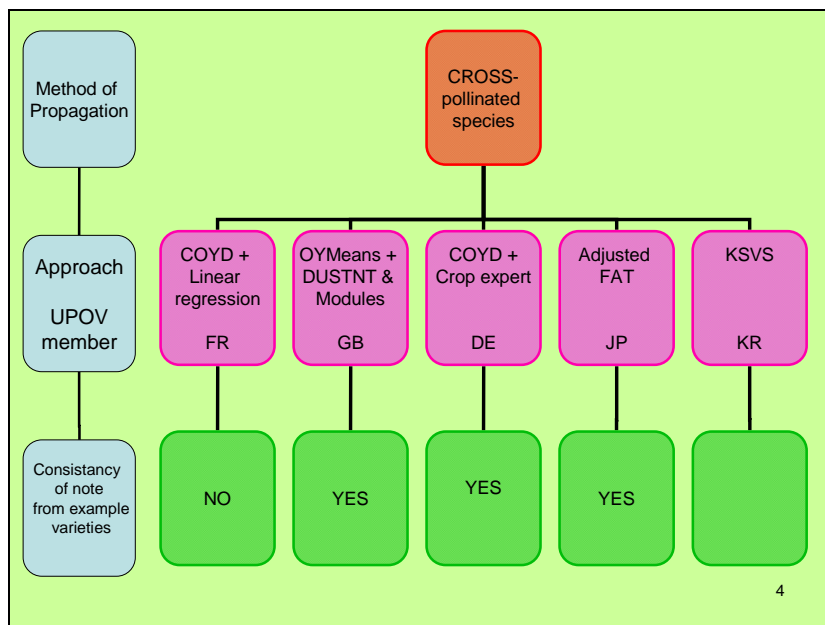 Method of
Propagation
CROSS-
pollinated
species
Approach
UPOV
member
COYD +
Linear
regression
FR
OYMeans +
DUSTNT &
Modules
GB
COYD +
Crop expert
DE
Adjusted
FAT
JP
KSVS
KR
Consistancy
of note
from example
varieties
NO
YES
YES
YES
4